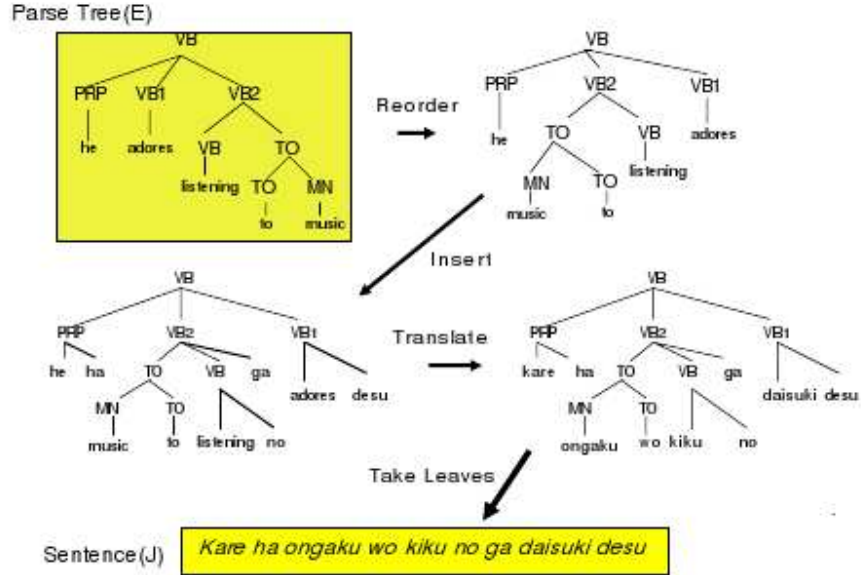 Parse Tree(E)
VB VB
PRP VB1 VB2 PRP VB2 VB1
Reorder
he adores VB TO he TO VB adores
listening TO MN MN TO listening
to music music to
Insert
VB VB
PRP VB2 VB1 Translate PRP VB2 VB1
he ha TO VB ga adores desu kare ha TO VB ga daisuki desu
MN TO MN TO
music to listening no ongaku wo kiku no
Take Leaves
Sentence(J) Kare ha ongaku wo kiku no ga daisuki desu